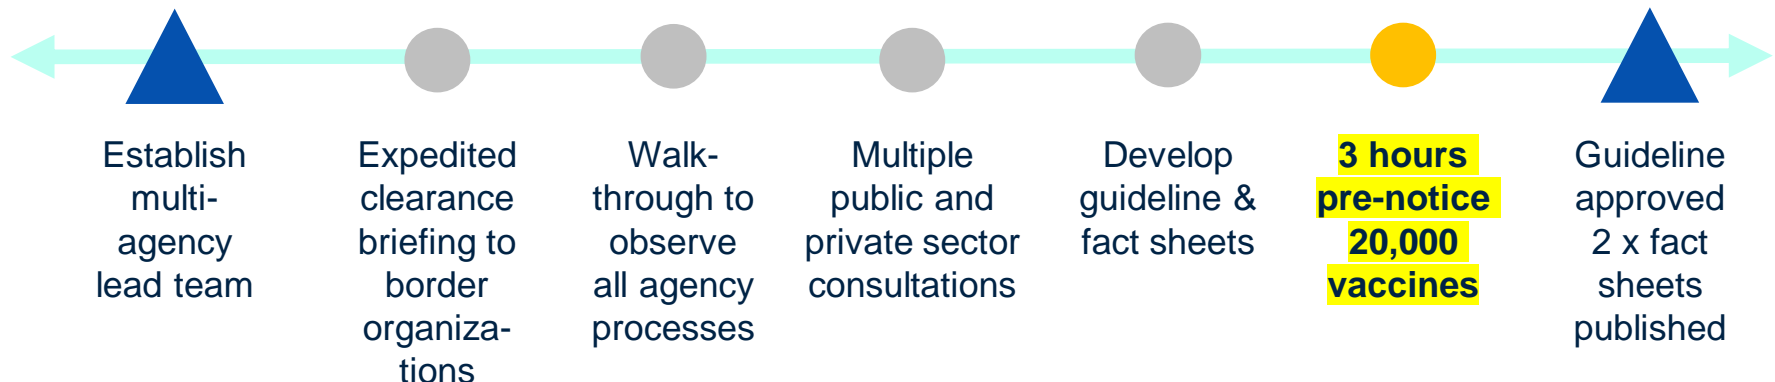 Establish
multi-
agency
lead team
Expedited
clearance
briefing to
border
organiza-
tions
Walk-
through to
observe
all agency
processes
Multiple
public and
private sector
consultations
Develop
guideline &
fact sheets
3 hours
pre-notice
20,000
vaccines
Guideline
approved
2 x fact
sheets
published